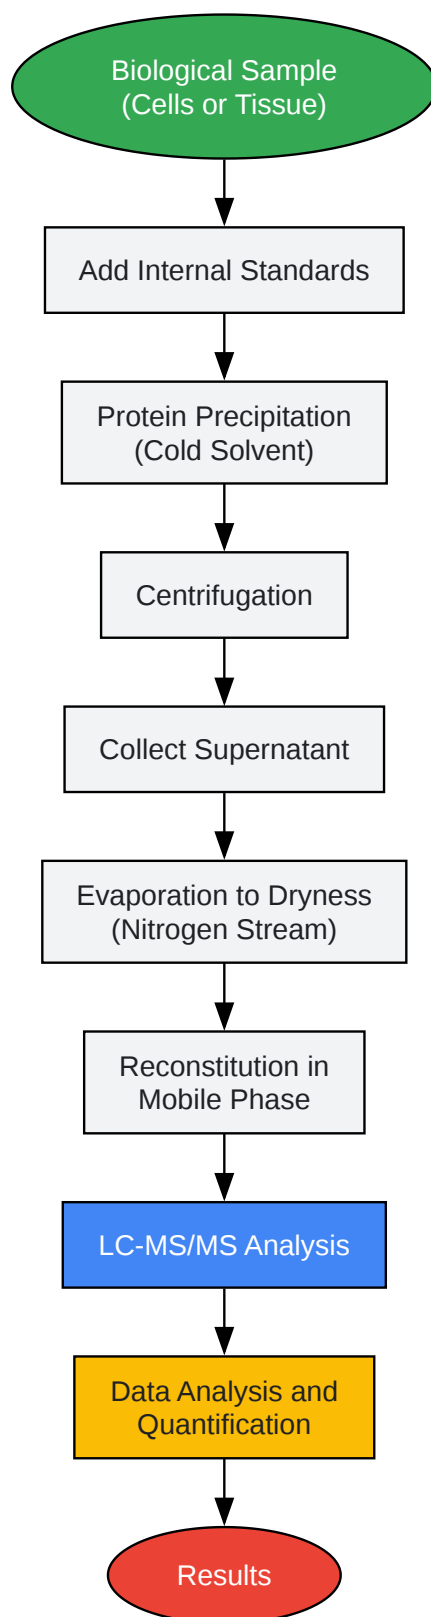 Biological Sample
(Cells or Tissue)
Add Internal Standards
Protein Precipitation
(Cold Solvent)
Centrifugation
Collect Supernatant
Evaporation to Dryness
(Nitrogen Stream)
Reconstitution in
Mobile Phase
LC-MS/MS Analysis
Data Analysis and
Quantification
Results